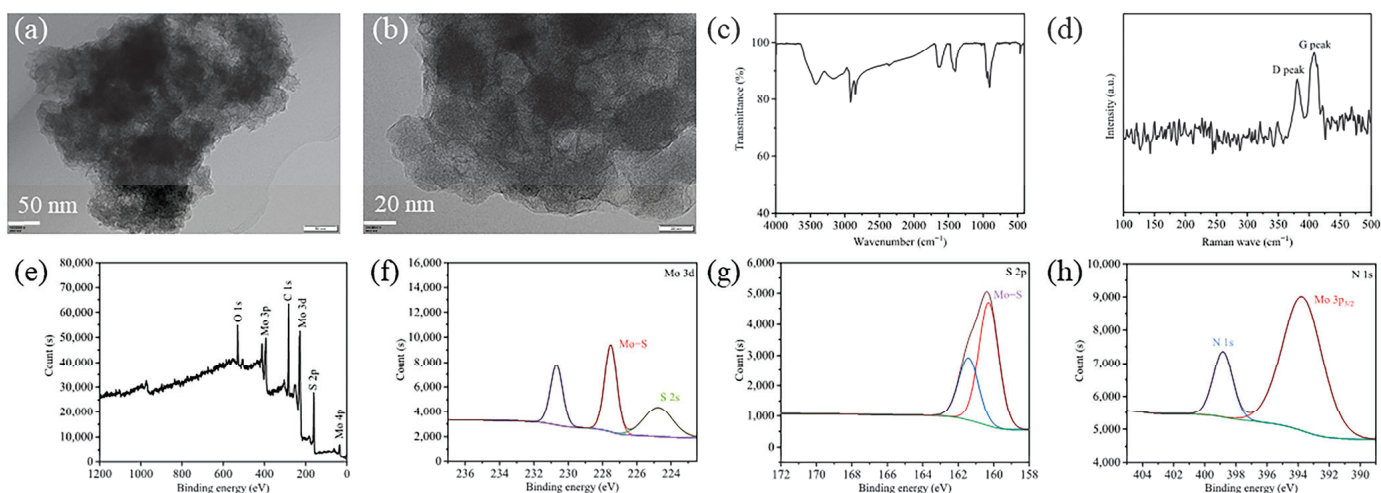 (a)
50 nm
(b)
20 nm
(c)
Transmittance (%)
100
80
60
40
4000 3500 3000 2500 2000 1500 1000 500
Wavenumber (cm⁻¹)
(d)
Intensity (a.u.)
D peak
G peak
100 150 200 250 300 350 400 450 500
Raman wave (cm⁻¹)
(e)
Count (s)
80,000
70,000
60,000
50,000
40,000
30,000
20,000
10,000
0
O 1s
Mo 3p
C 1s
Mo 3d
S 2p
Mo 4p
1200 1000 800 600 400 200 0
Binding energy (eV)
(f)
Mo 3d
Count (s)
16,000
14,000
12,000
10,000
8,000
6,000
4,000
2,000
0
Mo−S
S 2s
236 234 232 230 228 226 224
Binding energy (eV)
(g)
S 2p
Count (s)
6,000
5,000
4,000
3,000
2,000
1,000
0
Mo−S
172 170 168 166 164 162 160 158
Binding energy (eV)
(h)
N 1s
Count (s)
10,000
9,000
8,000
7,000
6,000
5,000
4,000
N 1s
Mo 3p₃/₂
404 402 400 398 396 394 392 390
Binding energy (eV)